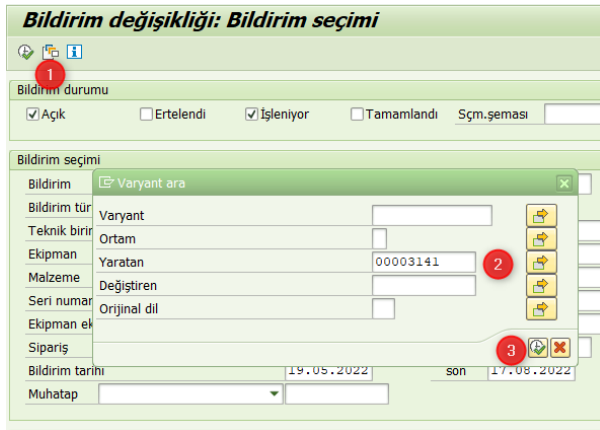 Bildirim değişikliği: Bildirim seçimi
1
Bildirim durumu
Açık Ertelendi İşleniyor Tamamlandı Sçm.şeması
Bildirim seçimi
Bildirim
Varyant ara
Bildirim tür
Varyant
Teknik birir
Ortam
Ekipman
Yaratan 00003141 2
Malzeme
Değiştiren
Seri numar
Orijinal dil
Ekipman ek
Sipariş
3
Bildirim tarihi 19.05.2022 son 17.08.2022
Muhatap